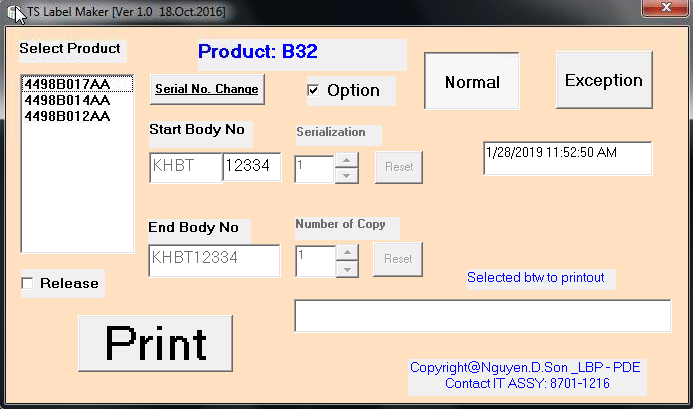 TS Label Maker [Ver 1.0 18.Oct.2016]
Select Product
Product: B32
4498B017AA
4498B014AA
4498B012AA
Serial No. Change
Option
Normal
Exception
Start Body No
Serialization
KHBT
12334
1
Reset
1/28/2019 11:52:50 AM
End Body No
Number of Copy
KHBT12334
1
Reset
Release
Selected btw to printout
Print
Copyright@Nguyen.D.Son _LBP - PDE
Contact IT ASSY: 8701-1216